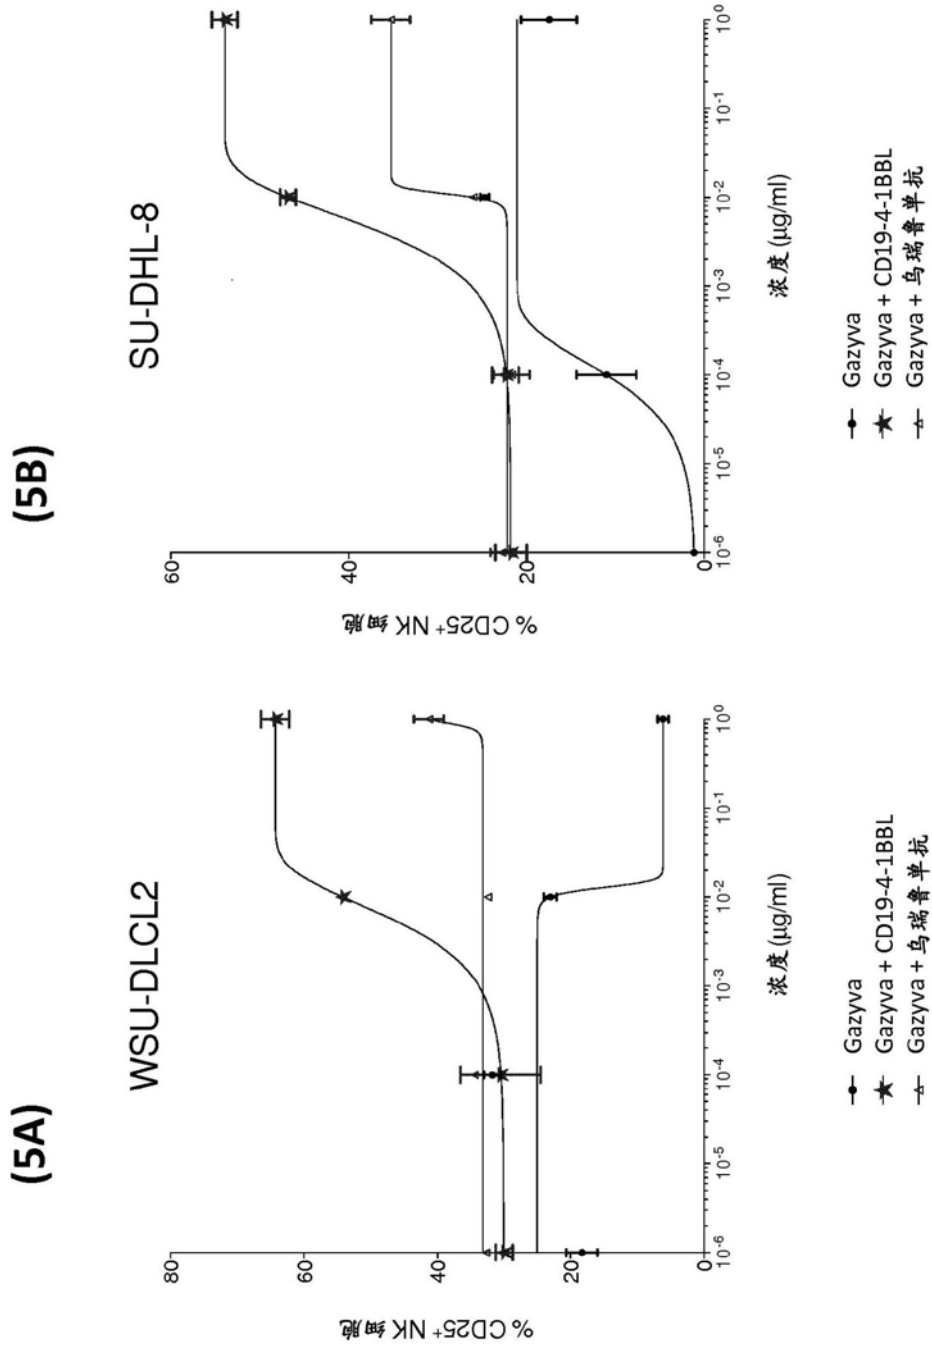 (5A)
WSU-DLCL2
% CD25⁺ NK 细胞
80
60
40
20
0
10⁻⁶
10⁻⁵
10⁻⁴
10⁻³
10⁻²
10⁻¹
10⁰
浓度 (μg/ml)
Gazyva
Gazyva + CD19-4-1BBL
Gazyva + 乌瑞鲁单抗
(5B)
SU-DHL-8
% CD25⁺ NK 细胞
60
40
20
0
10⁻⁶
10⁻⁵
10⁻⁴
10⁻³
10⁻²
10⁻¹
10⁰
浓度 (μg/ml)
Gazyva
Gazyva + CD19-4-1BBL
Gazyva + 乌瑞鲁单抗